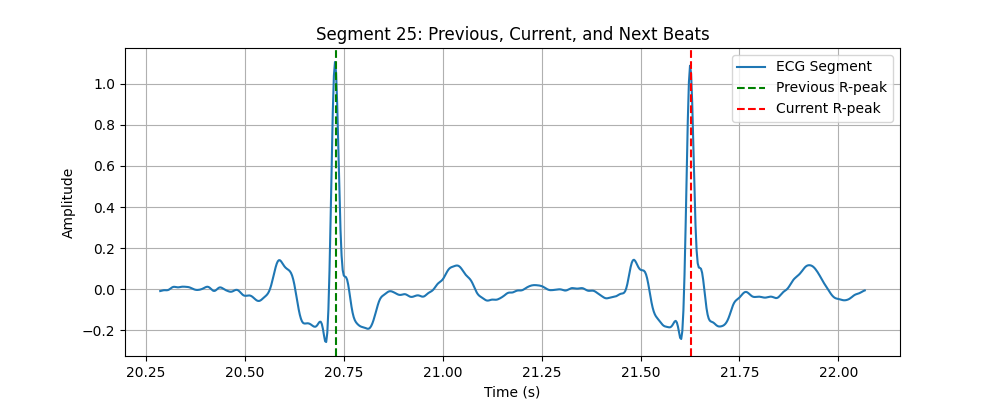 Segment 25: Previous, Current, and Next Beats
ECG Segment
Previous R-peak
Current R-peak
Amplitude
1.0
0.8
0.6
0.4
0.2
0.0
−0.2
20.25 20.50 20.75 21.00 21.25 21.50 21.75 22.00
Time (s)